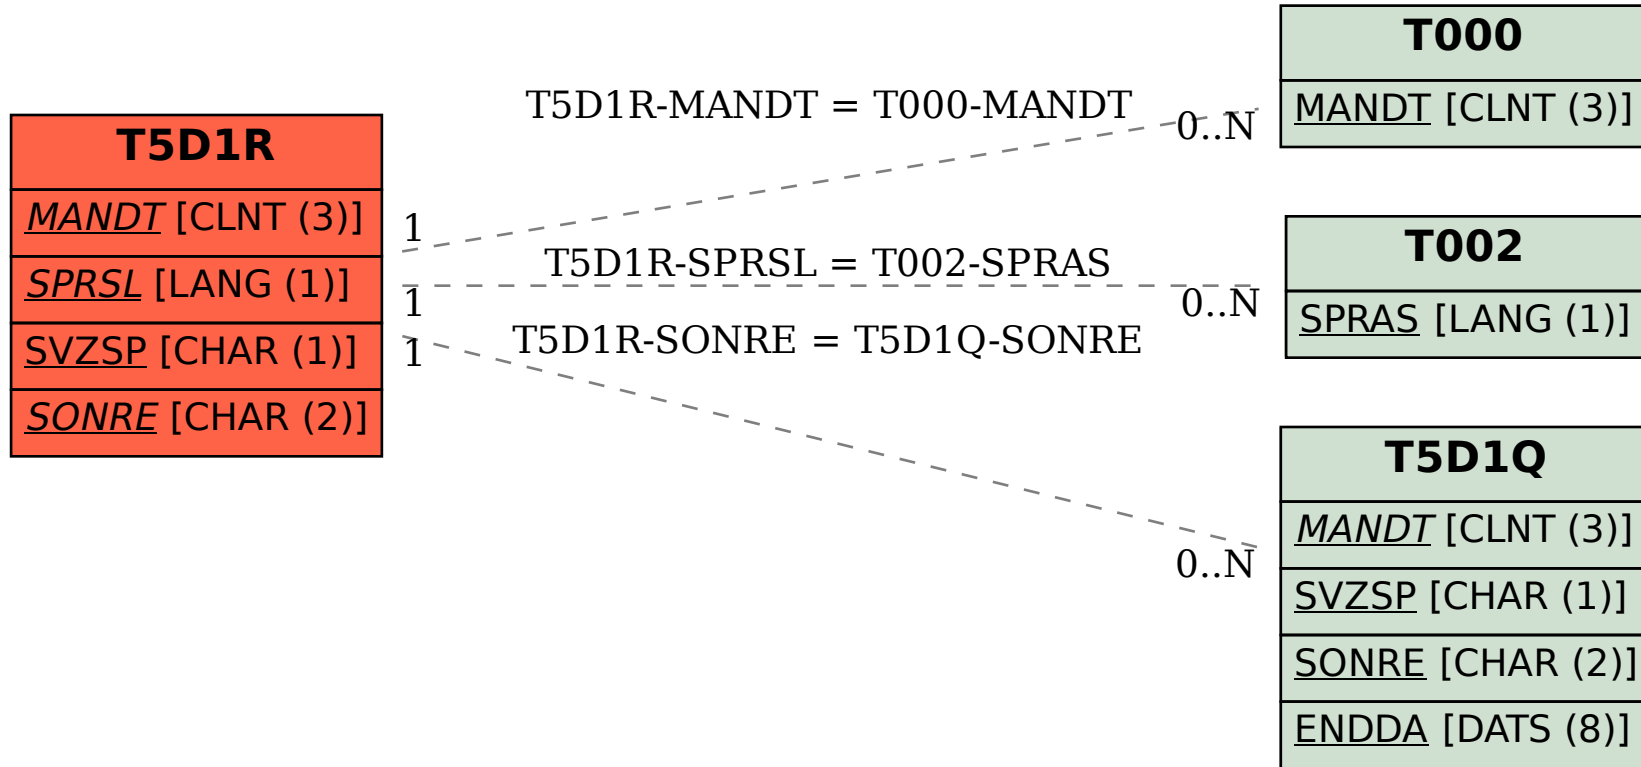 T5D1R
MANDT [CLNT (3)]
SPRSL [LANG (1)]
SVZSP [CHAR (1)]
SONRE [CHAR (2)]
T5D1R-MANDT = T000-MANDT
1
0..N
T5D1R-SPRSL = T002-SPRAS
1
0..N
T5D1R-SONRE = T5D1Q-SONRE
1
0..N
T000
MANDT [CLNT (3)]
T002
SPRAS [LANG (1)]
T5D1Q
MANDT [CLNT (3)]
SVZSP [CHAR (1)]
SONRE [CHAR (2)]
ENDDA [DATS (8)]